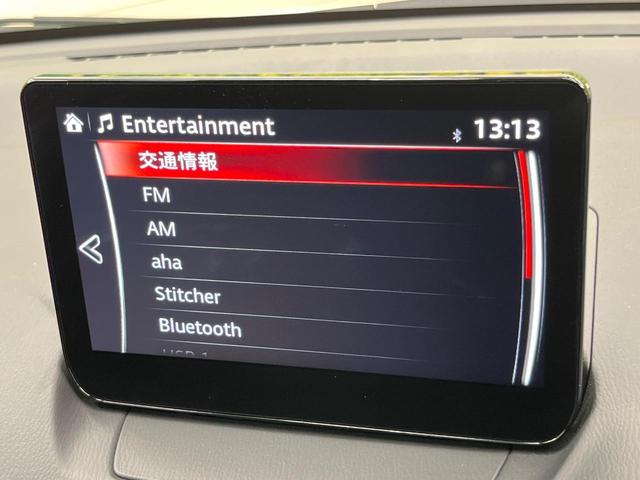 Entertainment
13:13
交通情報
FM
AM
aha
Stitcher
Bluetooth